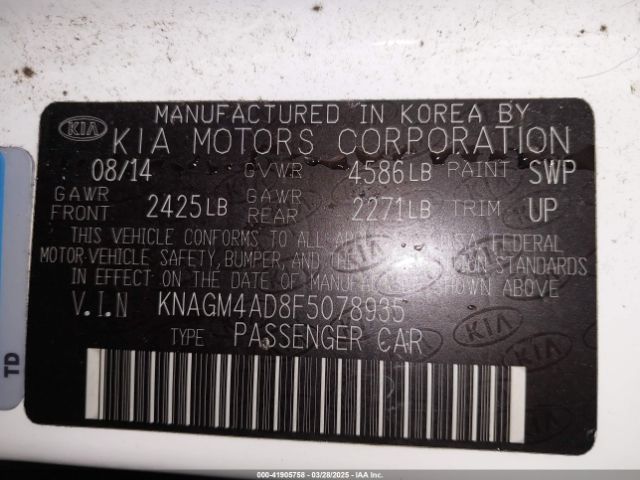 MANUFACTURED IN KOREA BY
KIA KIA MOTORS CORPORATION
08/14 GVWR 4586LB PAINT SWP
GAWR FRONT 2425LB GAWR REAR 2271LB TRIM UP
THIS VEHICLE CONFORMS TO ALL U.S.A. FEDERAL
MOTOR-VEHICLE SAFETY, BUMPER, AND STANDARDS
IN EFFECT ON THE DATE OF MANUFACTURE SHOWN ABOVE
V.I.N KNAGM4AD8F5078935
TYPE PASSENGER CAR
KIA
TD
000-41905758 - 03/28/2025 - IAA Inc.